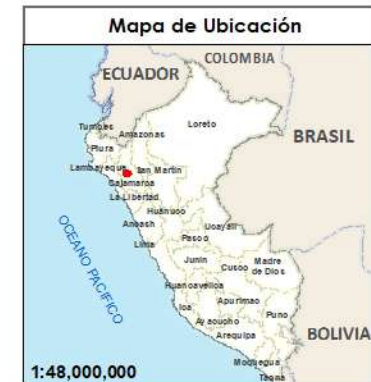 Mapa de Ubicación
COLOMBIA
ECUADOR
Loreto
Tumbes
Amazonas
Piura
BRASIL
Lambayeque
San Martin
Cajamarca
La Libertad
Huánuco
Ancash
Ucayali
Pasco
Lima
OCEANO PACIFICO
Junin
Cusco
Madre
de Dios
Huancavelica
Apurimac
Ica
Puno
Ayacucho
BOLIVIA
Arequipa
Moquegua
1:48,000,000
Tacna